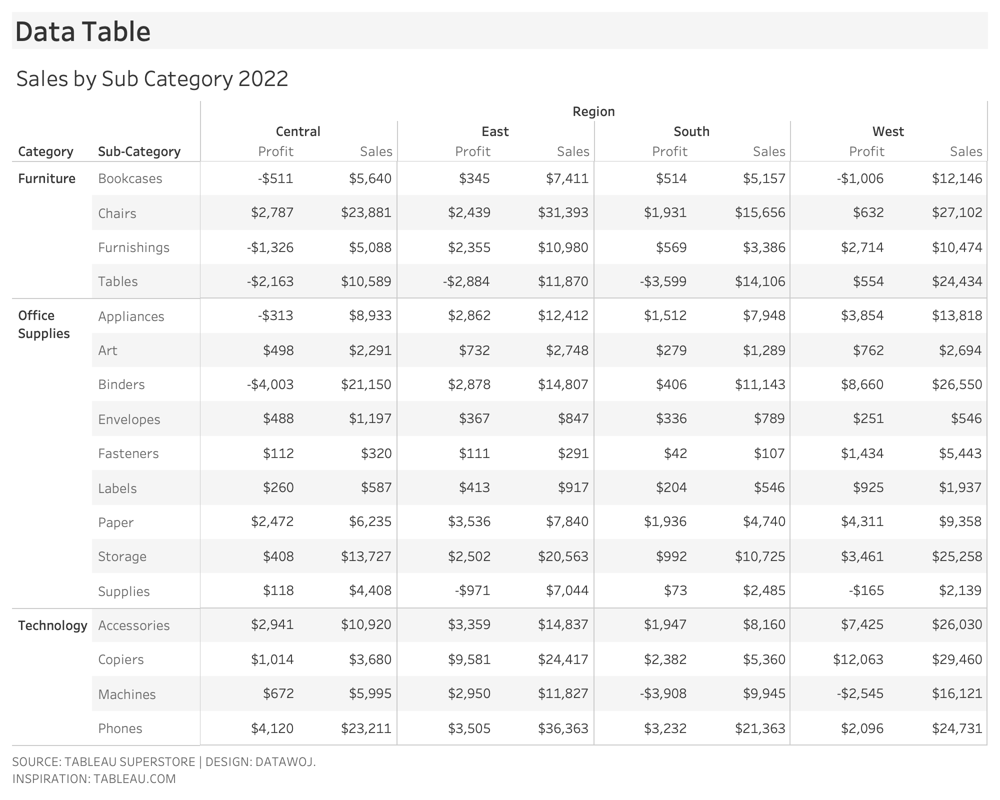 Data Table
Sales by Sub Category 2022
Region
Central East South West
Category Sub-Category Profit Sales Profit Sales Profit Sales Profit Sales
Furniture Bookcases -$511 $5,640 $345 $7,411 $514 $5,157 -$1,006 $12,146
Chairs $2,787 $23,881 $2,439 $31,393 $1,931 $15,656 $632 $27,102
Furnishings -$1,326 $5,088 $2,355 $10,980 $569 $3,386 $2,714 $10,474
Tables -$2,163 $10,589 -$2,884 $11,870 -$3,599 $14,106 $554 $24,434
Office Appliances -$313 $8,933 $2,862 $12,412 $1,512 $7,948 $3,854 $13,818
Supplies
Art $498 $2,291 $732 $2,748 $279 $1,289 $762 $2,694
Binders -$4,003 $21,150 $2,878 $14,807 $406 $11,143 $8,660 $26,550
Envelopes $488 $1,197 $367 $847 $336 $789 $251 $546
Fasteners $112 $320 $111 $291 $42 $107 $1,434 $5,443
Labels $260 $587 $413 $917 $204 $546 $925 $1,937
Paper $2,472 $6,235 $3,536 $7,840 $1,936 $4,740 $4,311 $9,358
Storage $408 $13,727 $2,502 $20,563 $992 $10,725 $3,461 $25,258
Supplies $118 $4,408 -$971 $7,044 $73 $2,485 -$165 $2,139
Technology Accessories $2,941 $10,920 $3,359 $14,837 $1,947 $8,160 $7,425 $26,030
Copiers $1,014 $3,680 $9,581 $24,417 $2,382 $5,360 $12,063 $29,460
Machines $672 $5,995 $2,950 $11,827 -$3,908 $9,945 -$2,545 $16,121
Phones $4,120 $23,211 $3,505 $36,363 $3,232 $21,363 $2,096 $24,731
SOURCE: TABLEAU SUPERSTORE | DESIGN: DATAWOJ.
INSPIRATION: TABLEAU.COM